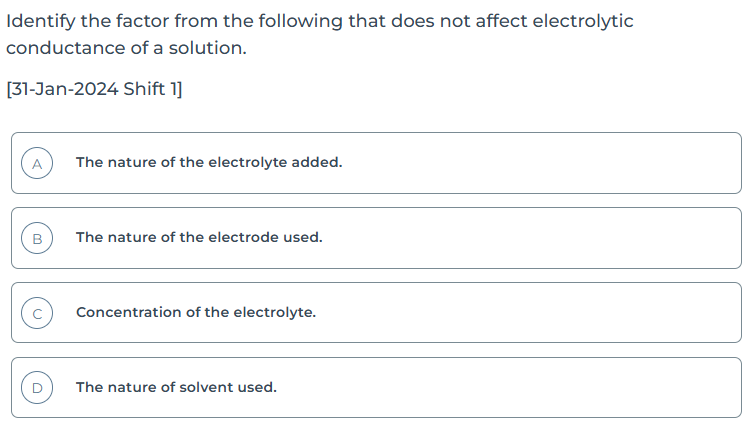 Identify the factor from the following that does not affect electrolytic
conductance of a solution.
[31-Jan-2024 Shift 1]
A The nature of the electrolyte added.
B The nature of the electrode used.
C Concentration of the electrolyte.
D The nature of solvent used.